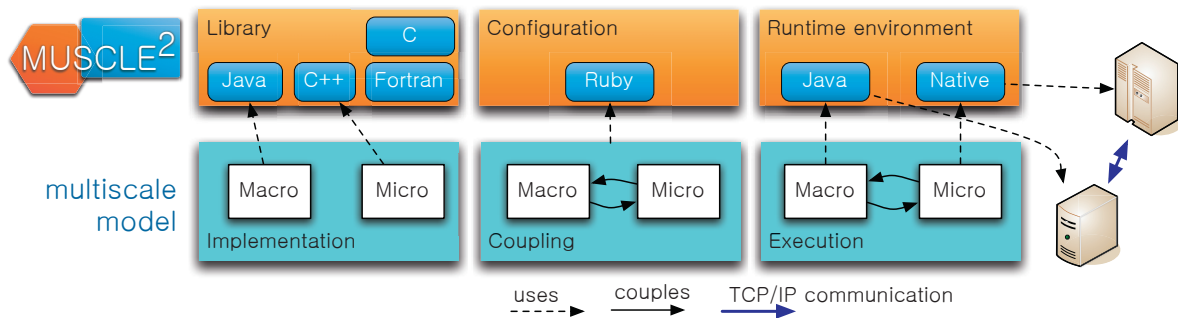 MUSCLE2
Library
C
Java
C++
Fortran
Configuration
Ruby
Runtime environment
Java
Native
multiscale
model
Macro
Micro
Implementation
Macro
Micro
Coupling
Macro
Micro
Execution
uses
couples
TCP/IP communication